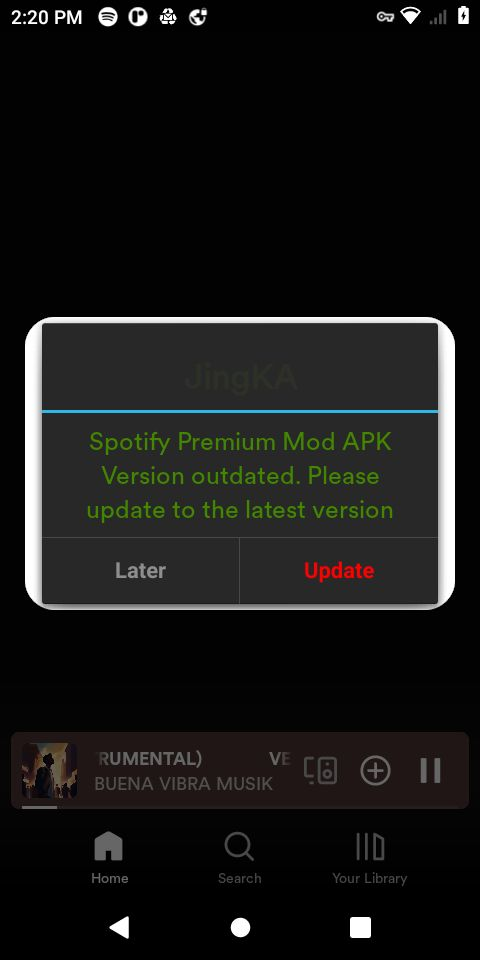 2:20 PM
JingKA
Spotify Premium Mod APK
Version outdated. Please
update to the latest version
Later
Update
RUMENTAL)
VE
BUENA VIBRA MUSIK
Home
Search
Your Library